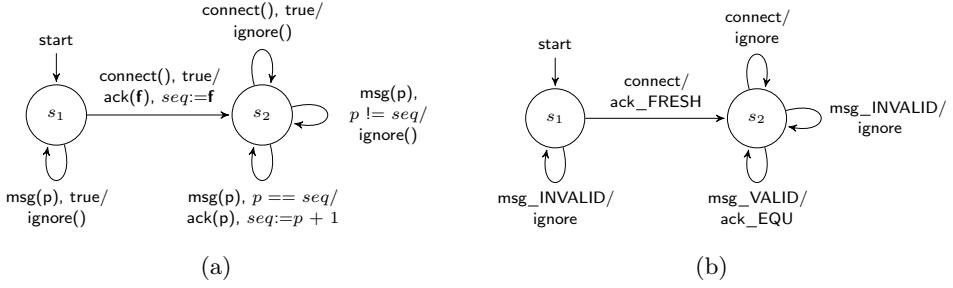 start
connect(), true/
ack(f), seq:=f
connect(), true/
ignore()
s1
s2
msg(p),
p != seq/
ignore()
msg(p), true/
ignore()
msg(p), p == seq/
ack(p), seq:=p + 1
(a)
start
connect/
ack_FRESH
connect/
ignore
s1
s2
msg_INVALID/
ignore
msg_INVALID/
ignore
msg_VALID/
ack_EQU
(b)